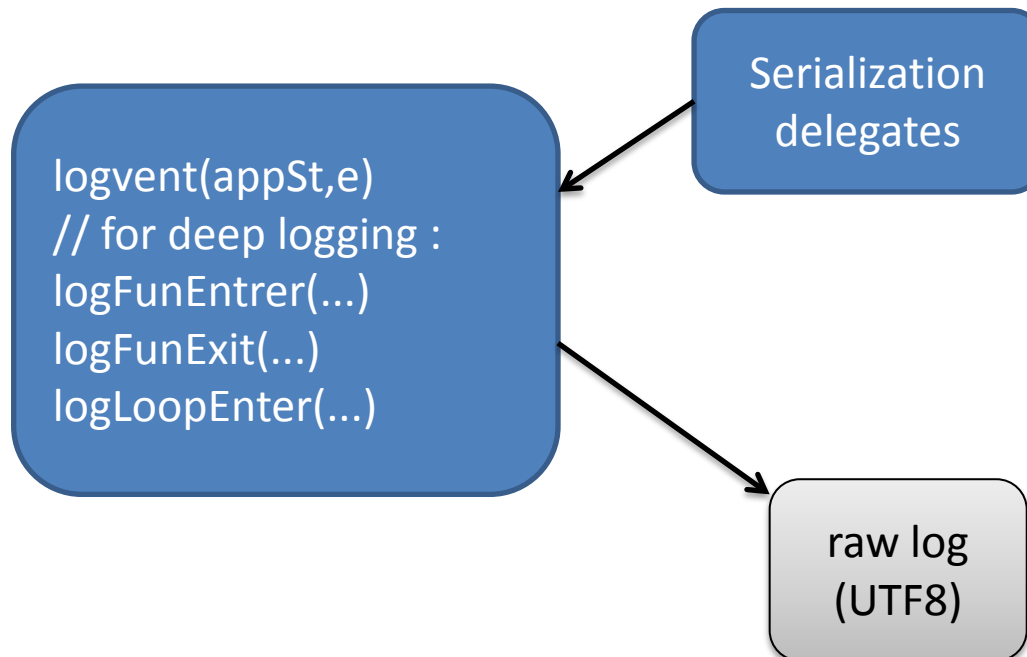 Serialization
delegates
logvent(appSt,e)
// for deep logging :
logFunEntrer(...)
logFunExit(...)
logLoopEnter(...)
raw log
(UTF8)